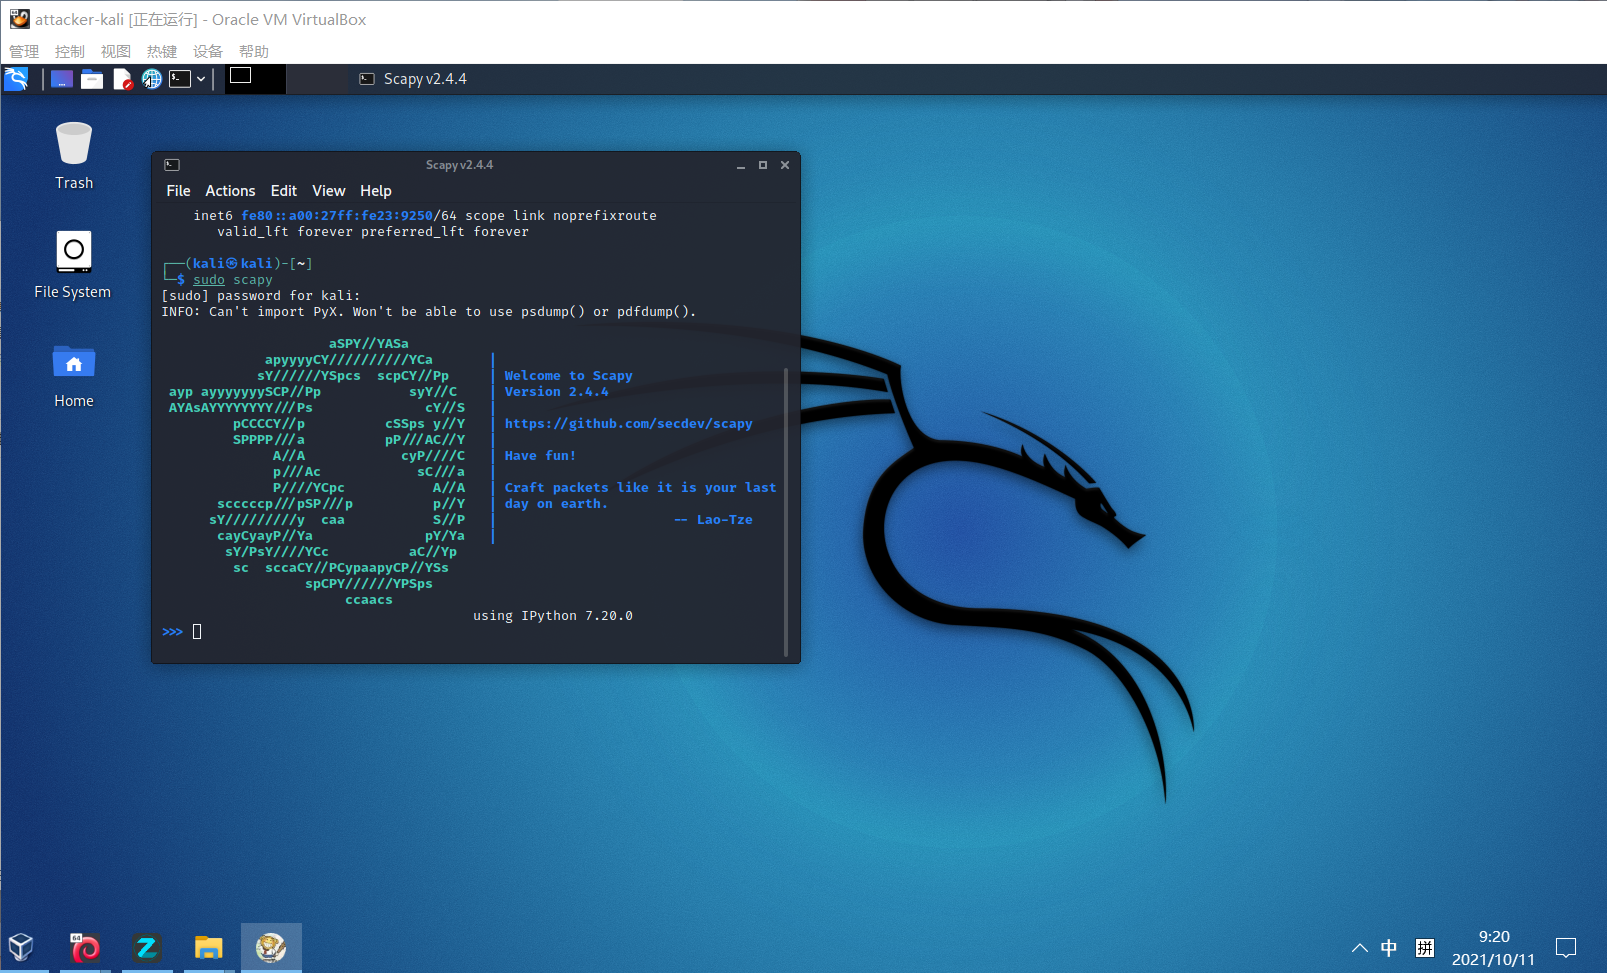 attacker-kali [正在运行] - Oracle VM VirtualBox
管理 控制 视图 热键 设备 帮助
Scapy v2.4.4
Trash
File System
Home
Scapy v2.4.4
File Actions Edit View Help
inet6 fe80::a00:27ff:fe23:9250/64 scope link noprefixroute
valid_lft forever preferred_lft forever
┌──(kali㉿kali)-[~]
└─$ sudo scapy
[sudo] password for kali:
INFO: Can't import PyX. Won't be able to use psdump() or pdfdump().
aSPY//YASa
apyyyyCY//////////YCa |
sY//////YSpcs scpCY//Pp | Welcome to Scapy
ayp ayyyyyyySCP//Pp syY//C | Version 2.4.4
AYAsAYYYYYYYY///Ps cY//S |
pCCCCY//p cSSps y//Y | https://github.com/secdev/scapy
SPPPP///a pP///AC//Y |
A//A cyP////C | Have fun!
p///Ac sC///a |
P////YCpc A//A | Craft packets like it is your last
scccccp///pSP///p p//Y | day on earth.
sY/////////y caa S//P | -- Lao-Tze
cayCyayP//Ya pY/Ya |
sY/PsY////YCc aC//Yp
sc sccaCY//PCypaapyCP//YSs
spCPY//////YPSps
ccaacs
using IPython 7.20.0
>>>
64
中 拼
9:20
2021/10/11